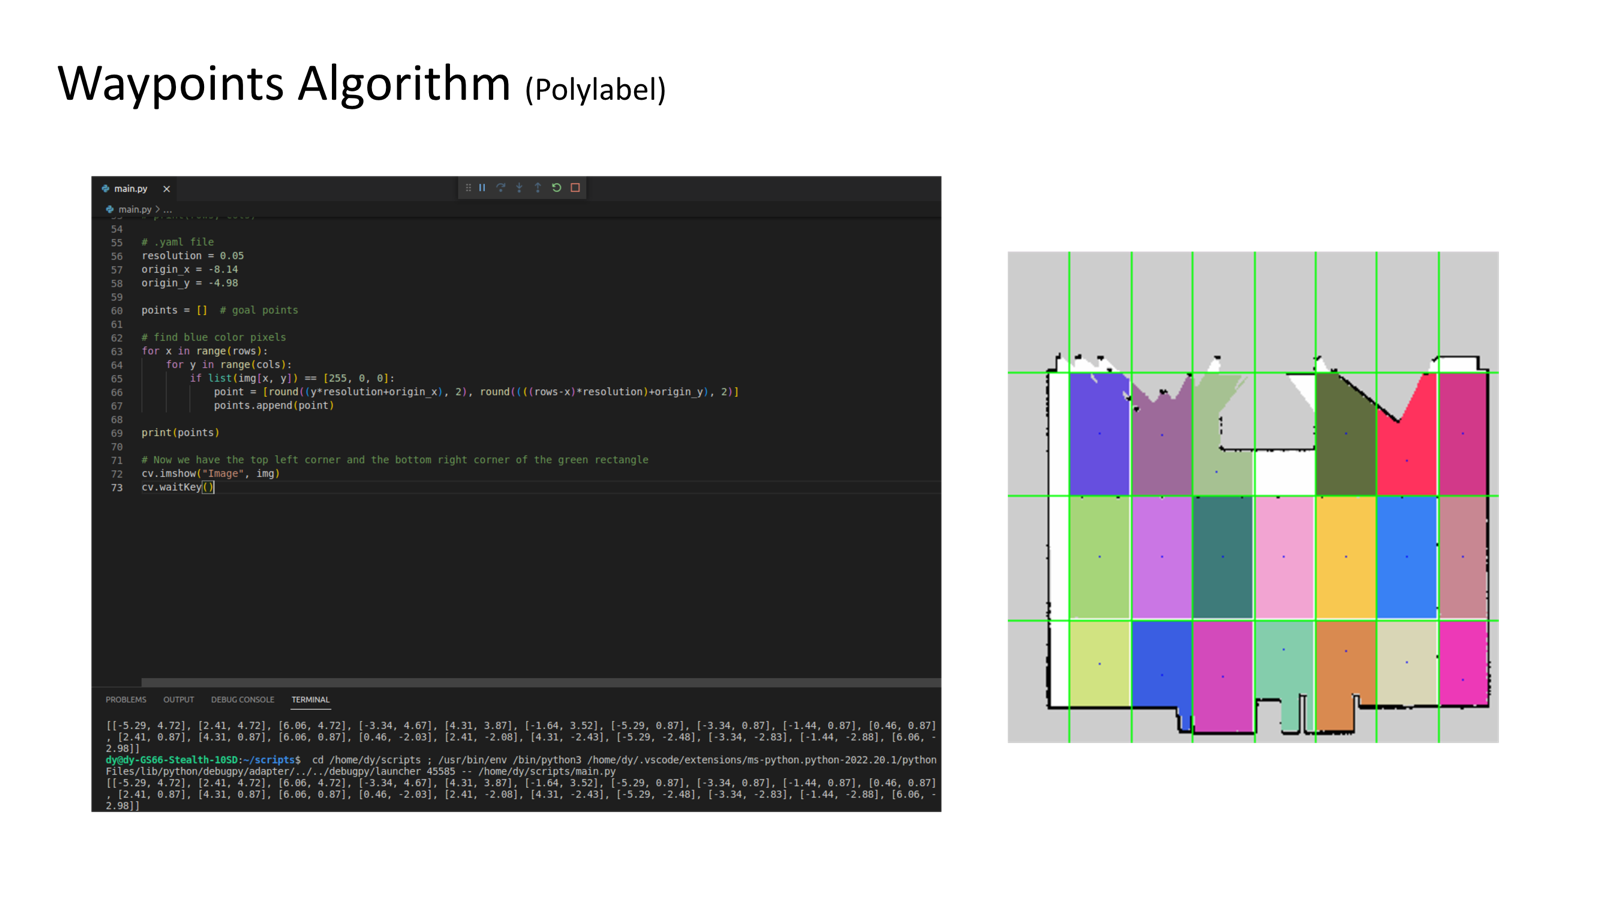 Waypoints Algorithm (Polylabel)
main.py
main.py > ...
54
55 # .yaml file
56 resolution = 0.05
57 origin_x = -8.14
58 origin_y = -4.98
59
60 points = [] # goal points
61
62 # find blue color pixels
63 for x in range(rows):
64 for y in range(cols):
65 if list(img[x, y]) == [255, 0, 0]:
66 point = [round((y*resolution+origin_x), 2), round((((rows-x)*resolution)+origin_y), 2)]
67 points.append(point)
68
69 print(points)
70
71 # Now we have the top left corner and the bottom right corner of the green rectangle
72 cv.imshow("Image", img)
73 cv.waitKey()
PROBLEMS OUTPUT DEBUG CONSOLE TERMINAL
[[-5.29, 4.72], [2.41, 4.72], [6.06, 4.72], [-3.34, 4.67], [4.31, 3.87], [-1.64, 3.52], [-5.29, 0.87], [-3.34, 0.87], [-1.44, 0.87], [0.46, 0.87]
, [2.41, 0.87], [4.31, 0.87], [6.06, 0.87], [0.46, -2.03], [2.41, -2.08], [4.31, -2.43], [-5.29, -2.48], [-3.34, -2.83], [-1.44, -2.88], [6.06, -
2.98]]
dy@dy-GS66-Stealth-10SD:~/scripts$ cd /home/dy/scripts ; /usr/bin/env /bin/python3 /home/dy/.vscode/extensions/ms-python.python-2022.20.1/python
Files/lib/python/debugpy/adapter/../../debugpy/launcher 45585 -- /home/dy/scripts/main.py
[[-5.29, 4.72], [2.41, 4.72], [6.06, 4.72], [-3.34, 4.67], [4.31, 3.87], [-1.64, 3.52], [-5.29, 0.87], [-3.34, 0.87], [-1.44, 0.87], [0.46, 0.87]
, [2.41, 0.87], [4.31, 0.87], [6.06, 0.87], [0.46, -2.03], [2.41, -2.08], [4.31, -2.43], [-5.29, -2.48], [-3.34, -2.83], [-1.44, -2.88], [6.06, -
2.98]]